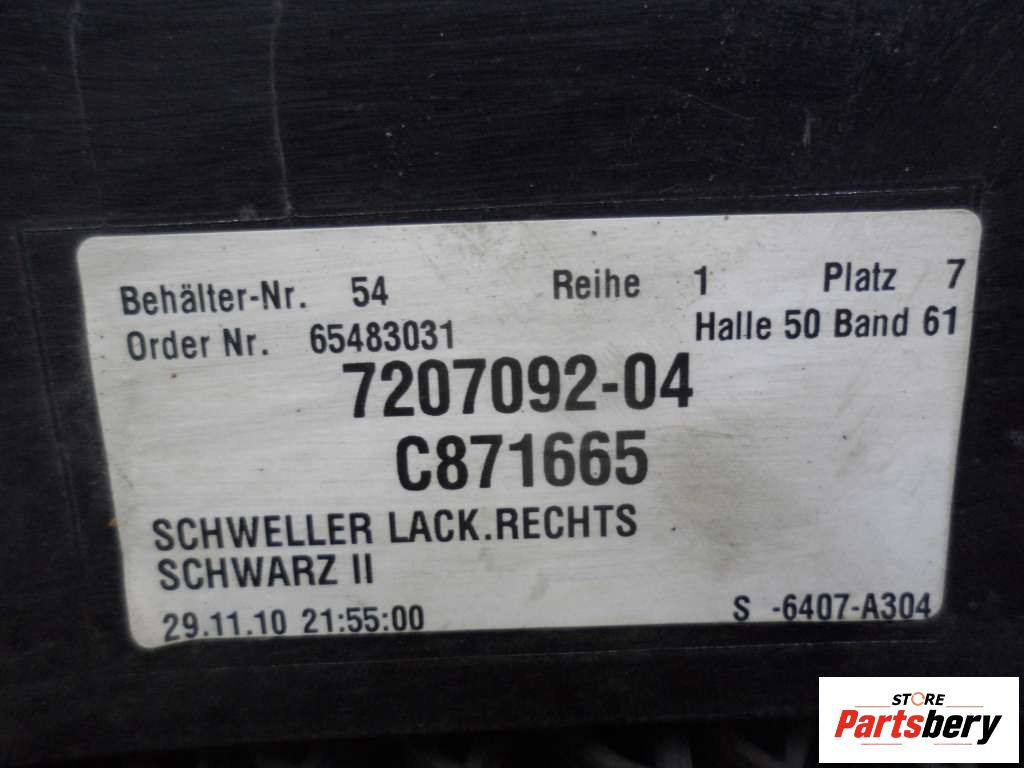 Behälter-Nr. 54 Reihe 1 Platz 7
Order Nr. 65483031 Halle 50 Band 61
7207092-04
C871665
SCHWELLER LACK.RECHTS
SCHWARZ II
29.11.10 21:55:00 S -6407-A304
STORE
Partsbery